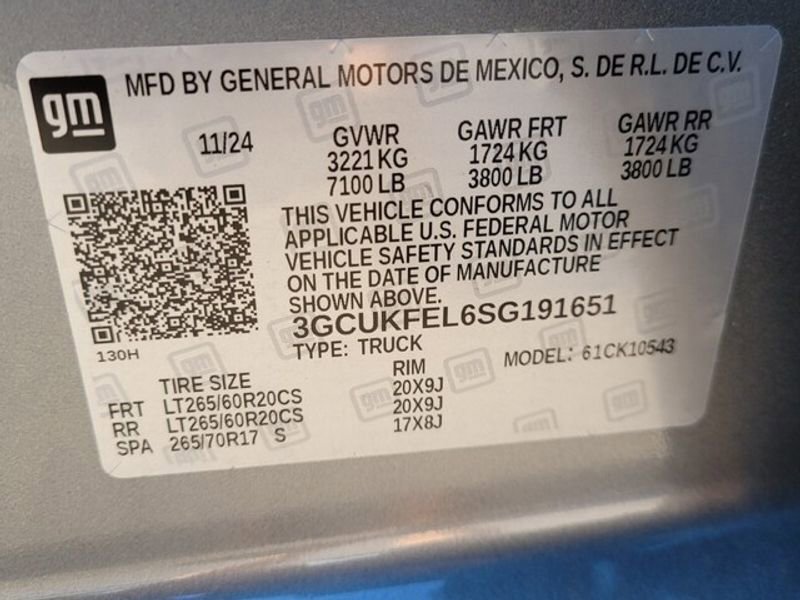 gm
MFD BY GENERAL MOTORS DE MEXICO, S. DE R.L. DE C.V.
11/24
GVWR
3221 KG
7100 LB
GAWR FRT
1724 KG
3800 LB
GAWR RR
1724 KG
3800 LB
THIS VEHICLE CONFORMS TO ALL
APPLICABLE U.S. FEDERAL MOTOR
VEHICLE SAFETY STANDARDS IN EFFECT
ON THE DATE OF MANUFACTURE
SHOWN ABOVE.
3GCUKFEL6SG191651
TYPE: TRUCK
MODEL: 61CK10543
130H
TIRE SIZE RIM
FRT LT265/60R20CS 20X9J
RR LT265/60R20CS 20X9J
SPA 265/70R17 S 17X8J